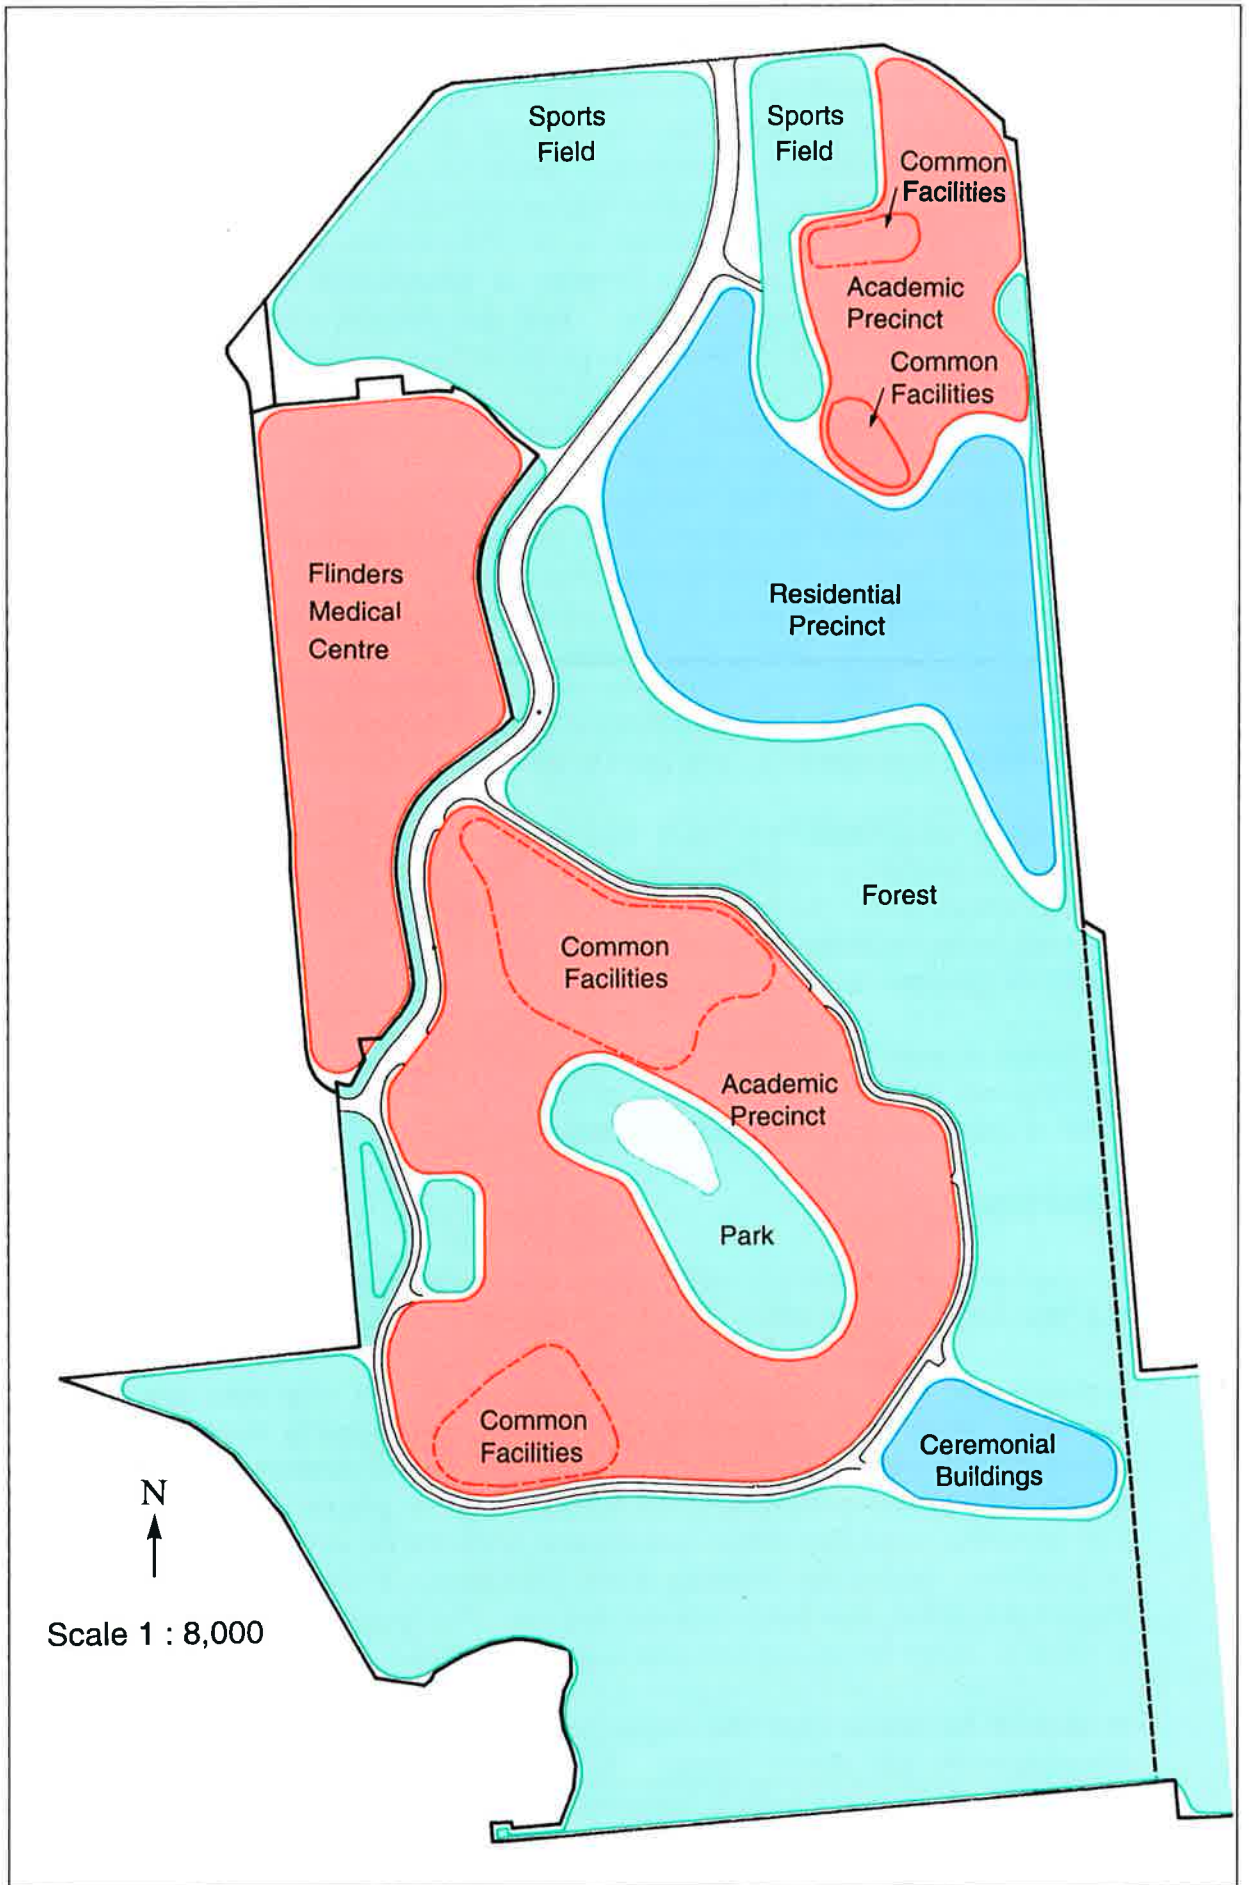 Sports
Field
Sports
Field
Common
Facilities
Academic
Precinct
Common
Facilities
Flinders
Medical
Centre
Residential
Precinct
Forest
Common
Facilities
Academic
Precinct
Park
Common
Facilities
Ceremonial
Buildings
N
Scale 1 : 8,000